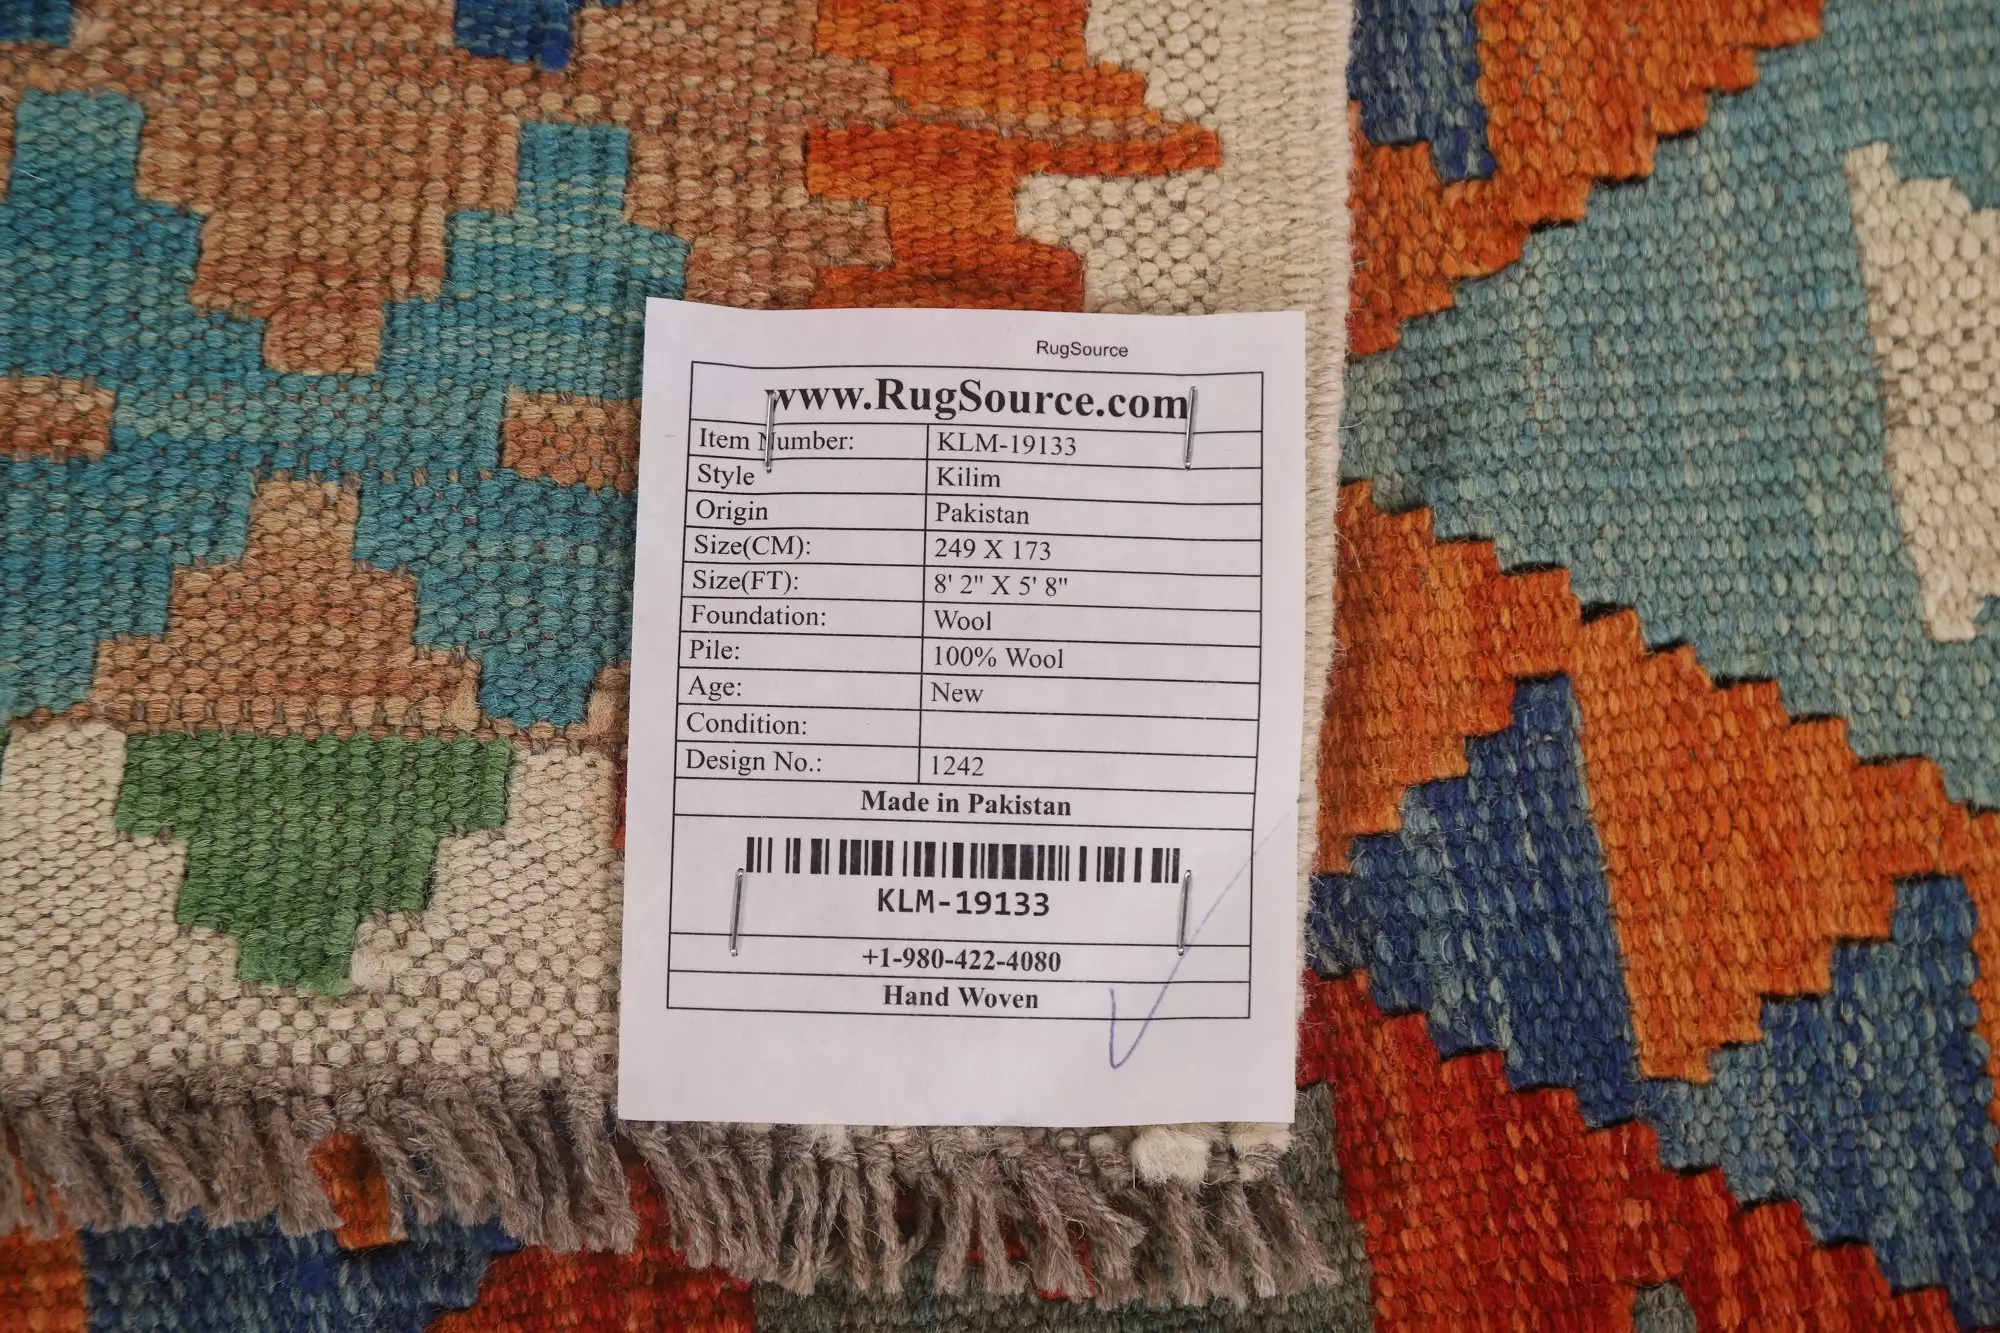 RugSource
www.RugSource.com
Item Number: KLM-19133
Style Kilim
Origin Pakistan
Size(CM): 249 X 173
Size(FT): 8' 2" X 5' 8"
Foundation: Wool
Pile: 100% Wool
Age: New
Condition:
Design No.: 1242
Made in Pakistan
KLM-19133
+1-980-422-4080
Hand Woven